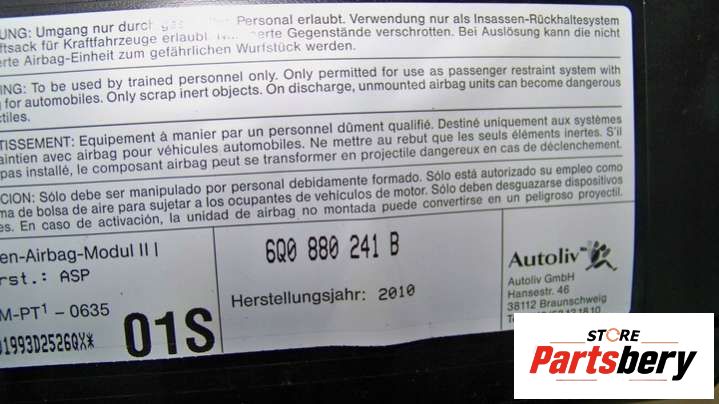 UNG: Umgang nur durch Personal erlaubt. Verwendung nur als Insassen-Rückhaltesystem
ftsack für Kraftfahrzeuge erlaubt. Gegenstände verschrotten. Bei Auslösung kann die nicht
erte Airbag-Einheit zum gefährlichen Wurfstück werden.
ING: To be used by trained personnel only. Only permitted for use as passenger restraint system with
g for automobiles. Only scrap inert objects. On discharge, unmounted airbag units can become dangerous
ctiles.
TISSEMENT: Equipement à manier par un personnel dûment qualifié. Destiné uniquement aux systèmes
aintien avec airbag pour véhicules automobiles. Ne mettre au rebut que les seuls éléments inertes. S'il
pas installé, le composant airbag peut se transformer en projectile dangereux en cas de déclenchement.
CION: Sólo debe ser manipulado por personal debidamente formado. Sólo está autorizado su empleo como
ma de bolsa de aire para sujetar a los ocupantes de vehículos de motor. Sólo deben desguazarse dispositivos
es. En caso de activación, la unidad de airbag no montada puede convertirse en un peligroso proyectil.
en-Airbag-Modul II I
rst.: ASP
M-PT1 - 0635
01993D2526QX*
01S
6Q0 880 241 B
Herstellungsjahr: 2010
Autoliv
Autoliv GmbH
Hansestr. 46
38112 Braunschweig
STORE
Partsbery